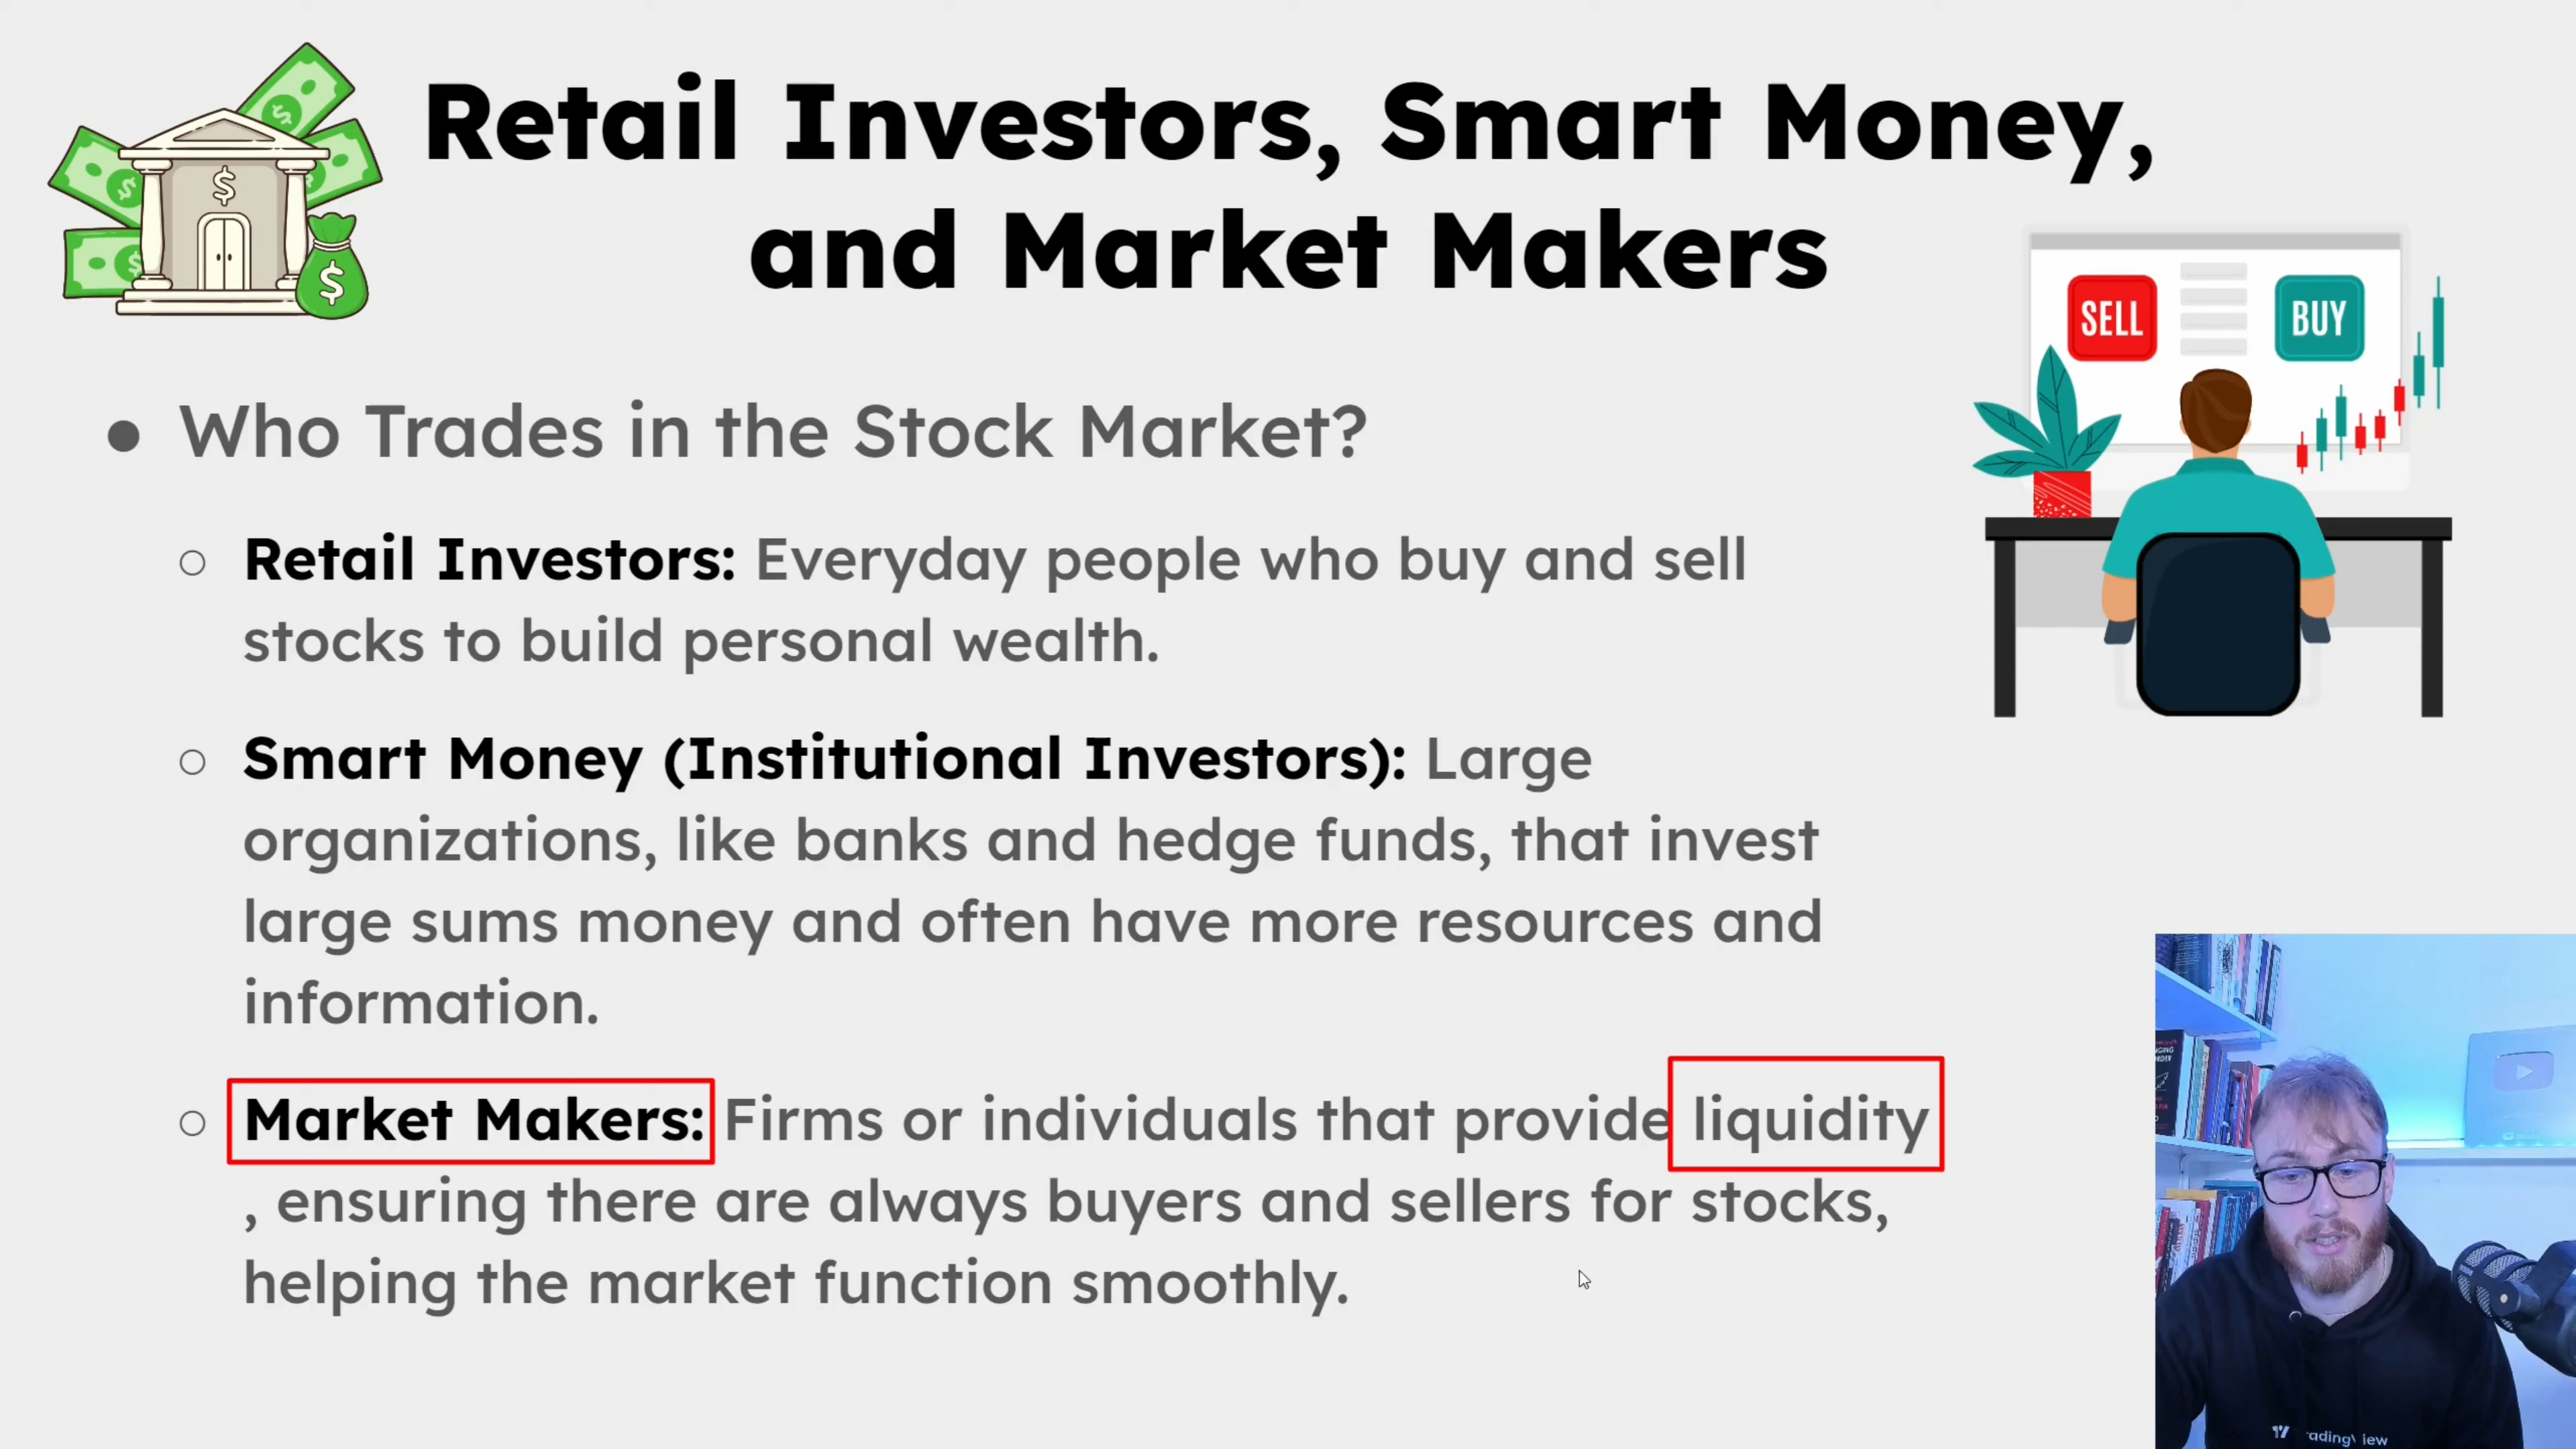 Retail Investors, Smart Money,
and Market Makers
SELL
BUY
● Who Trades in the Stock Market?
○ Retail Investors: Everyday people who buy and sell
stocks to build personal wealth.
○ Smart Money (Institutional Investors): Large
organizations, like banks and hedge funds, that invest
large sums money and often have more resources and
information.
○ Market Makers: Firms or individuals that provide liquidity
, ensuring there are always buyers and sellers for stocks,
helping the market function smoothly.